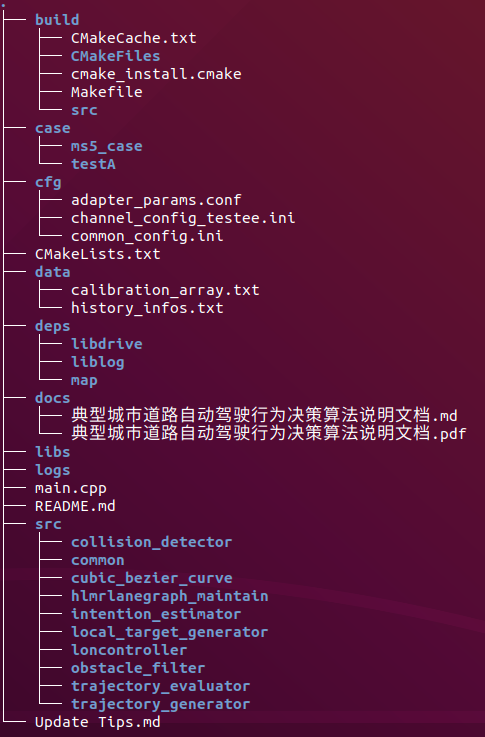 .
├── build
│   ├── CMakeCache.txt
│   ├── CMakeFiles
│   ├── cmake_install.cmake
│   ├── Makefile
│   └── src
├── case
│   ├── ms5_case
│   └── testA
├── cfg
│   ├── adapter_params.conf
│   ├── channel_config_testee.ini
│   └── common_config.ini
├── CMakeLists.txt
├── data
│   ├── calibration_array.txt
│   └── history_infos.txt
├── deps
│   ├── libdrive
│   ├── liblog
│   └── map
├── docs
│   ├── 典型城市道路自动驾驶行为决策算法说明文档.md
│   └── 典型城市道路自动驾驶行为决策算法说明文档.pdf
├── libs
├── logs
├── main.cpp
├── README.md
├── src
│   ├── collision_detector
│   ├── common
│   ├── cubic_bezier_curve
│   ├── hlmrlanegraph_maintain
│   ├── intention_estimator
│   ├── local_target_generator
│   ├── loncontroller
│   ├── obstacle_filter
│   ├── trajectory_evaluator
│   └── trajectory_generator
└── Update Tips.md